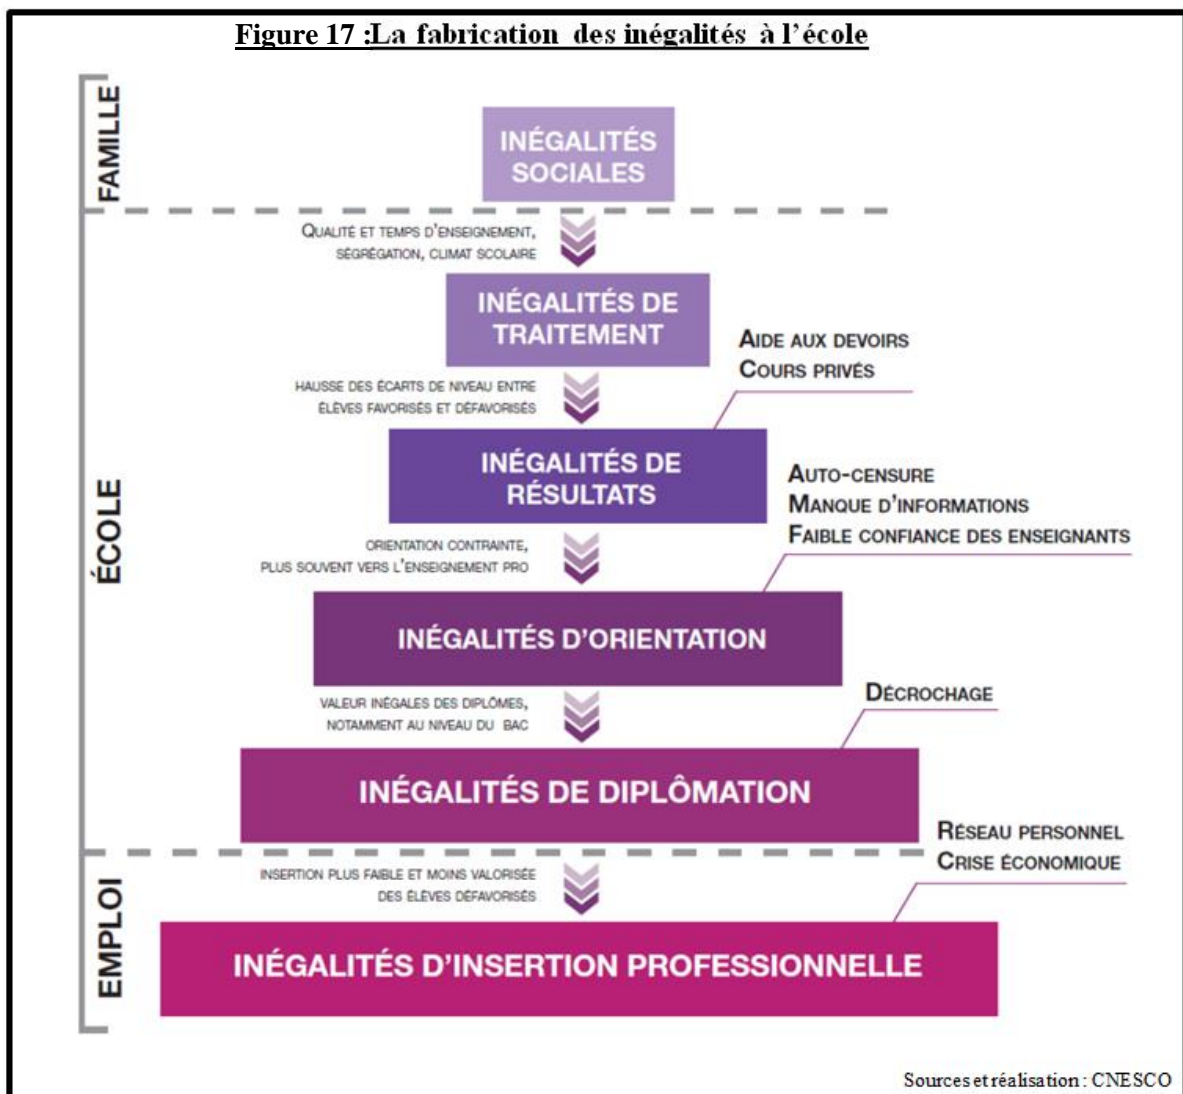 Figure 17 :La fabrication des inégalités à l’école
FAMILLE
INÉGALITÉS
SOCIALES
QUALITÉ ET TEMPS D'ENSEIGNEMENT,
SÉGRÉGATION, CLIMAT SCOLAIRE
ÉCOLE
INÉGALITÉS DE
TRAITEMENT
AIDE AUX DEVOIRS
COURS PRIVÉS
HAUSSE DES ÉCARTS DE NIVEAU ENTRE
ÉLÈVES FAVORISÉS ET DÉFAVORISÉS
INÉGALITÉS DE
RÉSULTATS
AUTO-CENSURE
MANQUE D'INFORMATIONS
FAIBLE CONFIANCE DES ENSEIGNANTS
ORIENTATION CONTRAINTE,
PLUS SOUVENT VERS L'ENSEIGNEMENT PRO
INÉGALITÉS D'ORIENTATION
VALEUR INÉGALES DES DIPLÔMES,
NOTAMMENT AU NIVEAU DU BAC
DÉCROCHAGE
INÉGALITÉS DE DIPLÔMATION
EMPLOI
RÉSEAU PERSONNEL
CRISE ÉCONOMIQUE
INSERTION PLUS FAIBLE ET MOINS VALORISÉE
DES ÉLÈVES DÉFAVORISÉS
INÉGALITÉS D'INSERTION PROFESSIONNELLE
Sources et réalisation : CNESCO